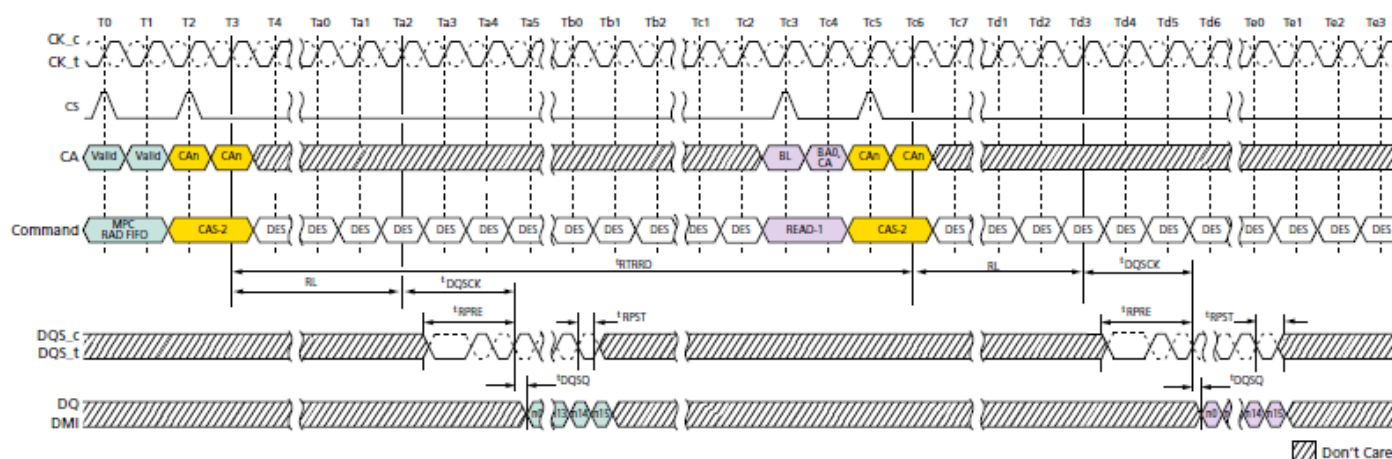 T0 T1 T2 T3 T4 Ta0 Ta1 Ta2 Ta3 Ta4 Ta5 Tb0 Tb1 Tb2 Tc1 Tc2 Tc3 Tc4 Tc5 Tc6 Tc7 Td1 Td2 Td3 Td4 Td5 Td6 Te0 Te1 Te2 Te3
CK_c
CK_t
CS
CA Valid Valid CAn CAn BL BA0, CAn CAn
CA
Command MPC CAS-2 DES DES DES DES DES DES DES DES DES DES DES DES READ-1 CAS-2 DES DES DES DES DES DES DES DES DES DES DES
RAD FIFO
tRTRRD
RL tDQSCK RL tDQSCK
tRPRE tRPST tRPRE tRPST
DQS_c
DQS_t
tDQSQ tDQSQ
DQ n0 n13 n14 n15 n0 n14 n15
DMI
Don't Care